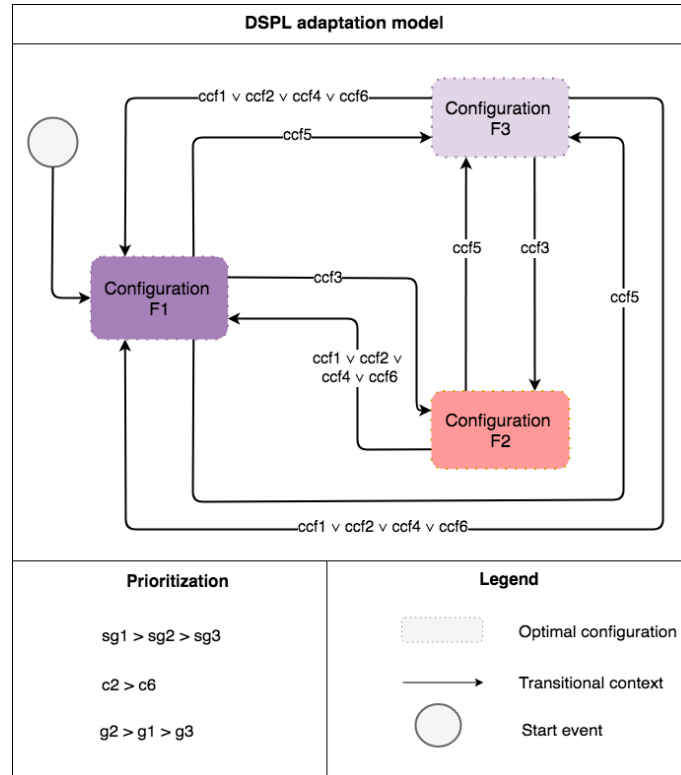 DSPL adaptation model
ccf1 ∨ ccf2 ∨ ccf4 ∨ ccf6
Configuration
F3
ccf5
ccf5
ccf3
Configuration
F1
ccf3
ccf5
ccf1 ∨ ccf2 ∨
ccf4 ∨ ccf6
Configuration
F2
ccf1 ∨ ccf2 ∨ ccf4 ∨ ccf6
Prioritization
sg1 > sg2 > sg3
c2 > c6
g2 > g1 > g3
Legend
Optimal configuration
Transitional context
Start event